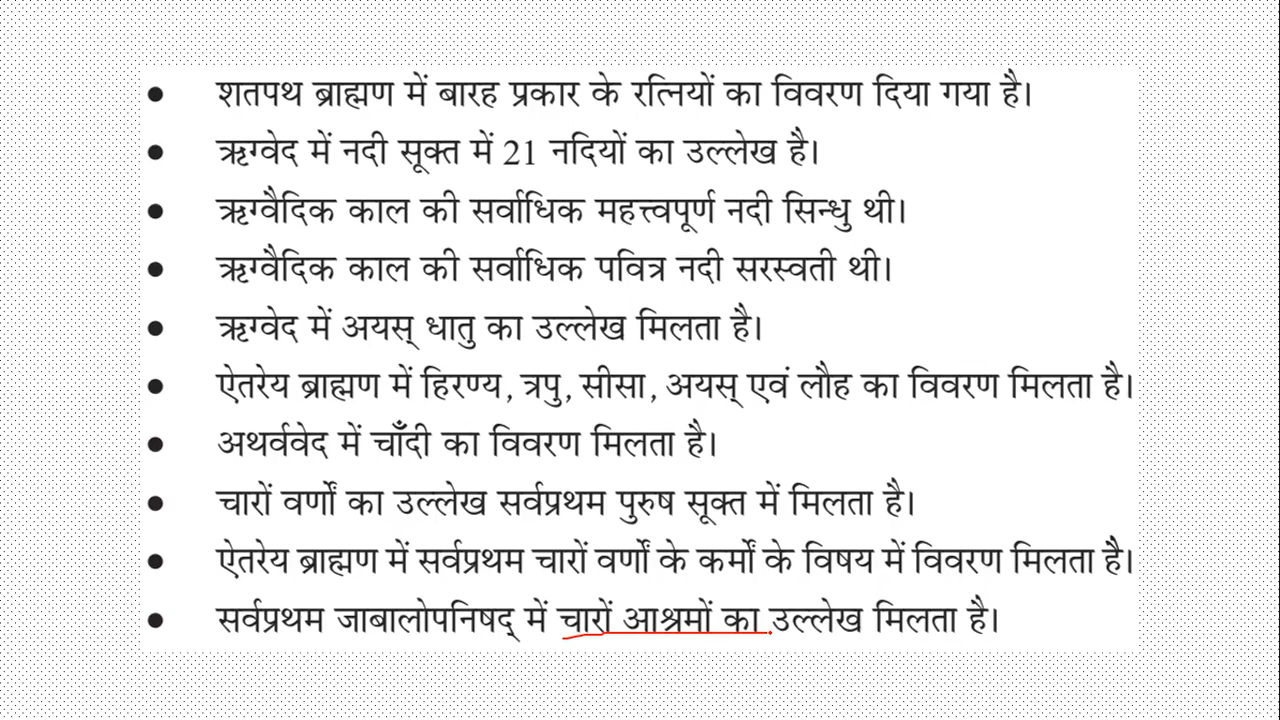 • शतपथ ब्राह्मण में बारह प्रकार के रत्नियों का विवरण दिया गया है।
• ऋग्वेद में नदी सूक्त में 21 नदियों का उल्लेख है।
• ऋग्वैदिक काल की सर्वाधिक महत्त्वपूर्ण नदी सिन्धु थी।
• ऋग्वैदिक काल की सर्वाधिक पवित्र नदी सरस्वती थी।
• ऋग्वेद में अयस् धातु का उल्लेख मिलता है।
• ऐतरेय ब्राह्मण में हिरण्य, त्रपु, सीसा, अयस् एवं लौह का विवरण मिलता है।
• अथर्ववेद में चाँदी का विवरण मिलता है।
• चारों वर्णों का उल्लेख सर्वप्रथम पुरुष सूक्त में मिलता है।
• ऐतरेय ब्राह्मण में सर्वप्रथम चारों वर्णों के कर्मों के विषय में विवरण मिलता है।
• सर्वप्रथम जाबालोपनिषद् में चारों आश्रमों का उल्लेख मिलता है।